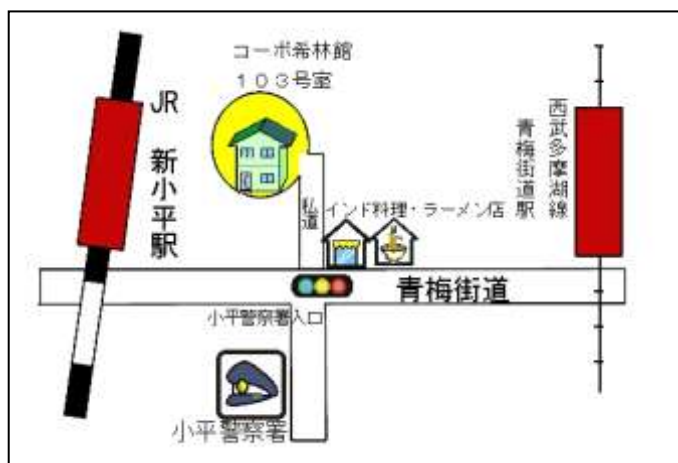 コーポ希林館
１０３号室
JR 新小平駅
私道
インド料理・ラーメン店
西武多摩湖線
青梅街道駅
青梅街道
小平警察署入口
小平警察署